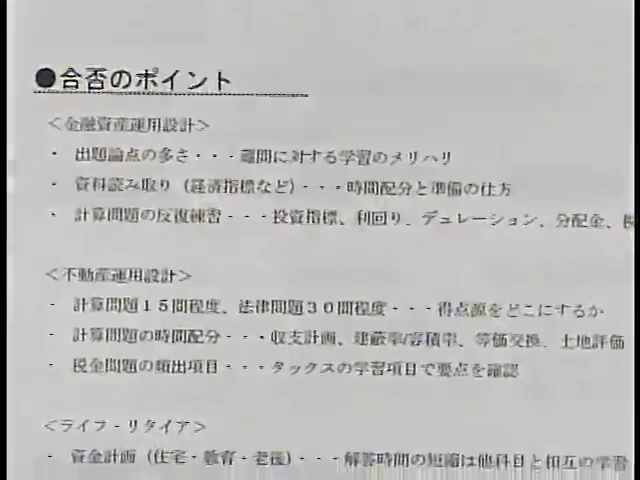 ●合否のポイント
＜金融資産運用設計＞
・ 出題論点の多さ・・・難問に対する学習のメリハリ
・ 資料読み取り（経済指標など）・・・時間配分と準備の仕方
・ 計算問題の反復練習・・・投資指標、利回り、デュレーション、分配金、
＜不動産運用設計＞
・ 計算問題１５問程度、法律問題３０問程度・・・得点源をどこにするか
・ 計算問題の時間配分・・・収支計画、建蔽率/容積率、等価交換、土地評価
・ 税金問題の頻出項目・・・タックスの学習項目で要点を確認
＜ライフ・リタイア＞
・ 資金計画（住宅・教育・老後）・・・解答時間の短縮は他科目と相互の学習